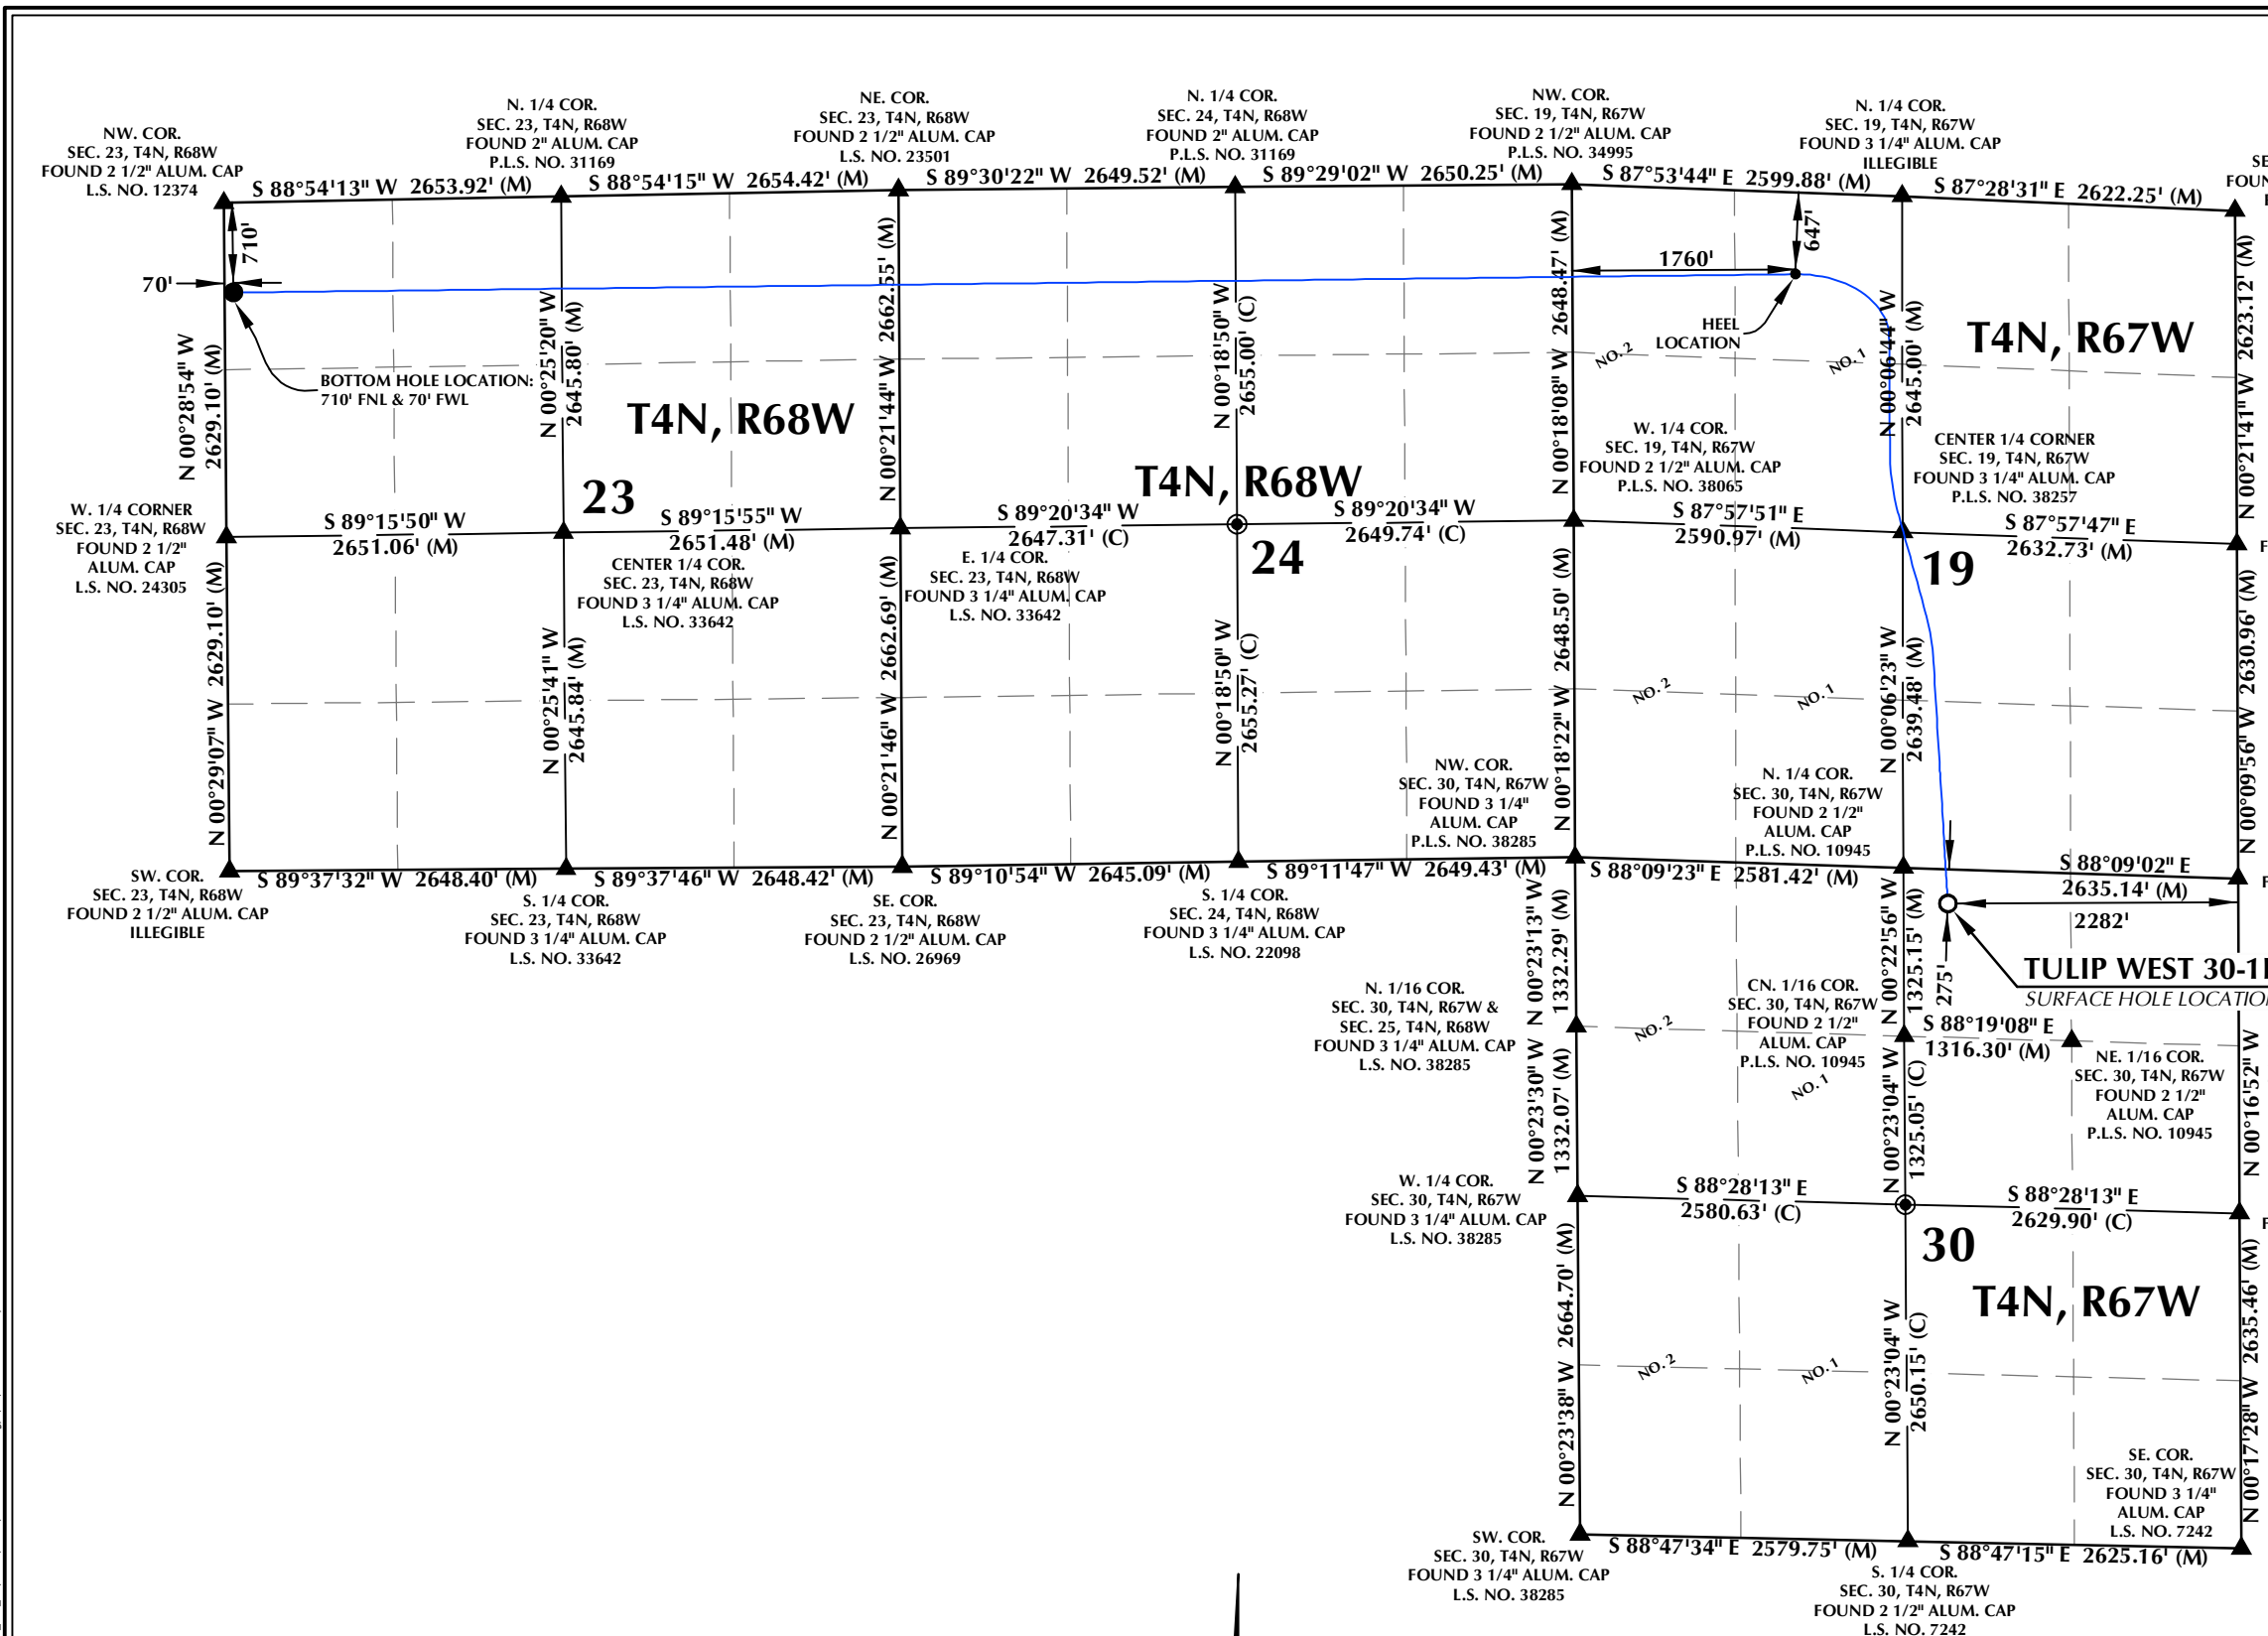 NW. COR.
SEC. 23, T4N, R68W
FOUND 2 1/2" ALUM. CAP
L.S. NO. 12374
N. 1/4 COR.
SEC. 23, T4N, R68W
FOUND 2" ALUM. CAP
P.L.S. NO. 31169
NE. COR.
SEC. 23, T4N, R68W
FOUND 2 1/2" ALUM. CAP
L.S. NO. 23501
N. 1/4 COR.
SEC. 24, T4N, R68W
FOUND 2" ALUM. CAP
P.L.S. NO. 31169
NW. COR.
SEC. 19, T4N, R67W
FOUND 2 1/2" ALUM. CAP
P.L.S. NO. 34995
N. 1/4 COR.
SEC. 19, T4N, R67W
FOUND 3 1/4" ALUM. CAP
ILLEGIBLE
SE
FOUN
S 88°54'13" W 2653.92' (M)
S 88°54'15" W 2654.42' (M)
S 89°30'22" W 2649.52' (M)
S 89°29'02" W 2650.25' (M)
S 87°53'44" E 2599.88' (M)
S 87°28'31" E 2622.25' (M)
710'
70'
647'
1760'
HEEL
LOCATION
BOTTOM HOLE LOCATION:
710' FNL & 70' FWL
N 00°28'54" W
2629.10' (M)
N 00°25'20" W
2645.80' (M)
N 00°21'44" W 2662.55' (M)
N 00°18'50" W
2655.00' (C)
N 00°18'08" W 2648.47' (M)
N 00°06'44" W
2645.00' (M)
N 00°21'41" W 2623.12' (M)
NO. 2
NO. 1
T4N, R68W
T4N, R68W
T4N, R67W
W. 1/4 COR.
SEC. 19, T4N, R67W
FOUND 2 1/2" ALUM. CAP
P.L.S. NO. 38065
CENTER 1/4 CORNER
SEC. 19, T4N, R67W
FOUND 3 1/4" ALUM. CAP
P.L.S. NO. 38257
W. 1/4 CORNER
SEC. 23, T4N, R68W
FOUND 2 1/2"
ALUM. CAP
L.S. NO. 24305
23
24
19
S 89°15'50" W
2651.06' (M)
S 89°15'55" W
2651.48' (M)
S 89°20'34" W
2647.31' (C)
S 89°20'34" W
2649.74' (C)
S 87°57'51" E
2590.97' (M)
S 87°57'47" E
2632.73' (M)
F
CENTER 1/4 COR.
SEC. 23, T4N, R68W
FOUND 3 1/4" ALUM. CAP
L.S. NO. 33642
E. 1/4 COR.
SEC. 23, T4N, R68W
FOUND 3 1/4" ALUM. CAP
L.S. NO. 33642
N 00°29'07" W 2629.10' (M)
N 00°25'41" W
2645.84' (M)
N 00°21'46" W 2662.69' (M)
N 00°18'50" W
2655.27' (C)
N 00°18'22" W 2648.50' (M)
N 00°06'23" W
2639.48' (M)
N 00°09'56" W 2630.96' (M)
NO. 2
NO. 1
NW. COR.
SEC. 30, T4N, R67W
FOUND 3 1/4"
ALUM. CAP
P.L.S. NO. 38285
N. 1/4 COR.
SEC. 30, T4N, R67W
FOUND 2 1/2"
ALUM. CAP
P.L.S. NO. 10945
S 89°37'32" W 2648.40' (M)
S 89°37'46" W 2648.42' (M)
S 89°10'54" W 2645.09' (M)
S 89°11'47" W 2649.43' (M)
S 88°09'23" E 2581.42' (M)
S 88°09'02" E
2635.14' (M)
F
2282'
275'
SW. COR.
SEC. 23, T4N, R68W
FOUND 2 1/2" ALUM. CAP
ILLEGIBLE
S. 1/4 COR.
SEC. 23, T4N, R68W
FOUND 3 1/4" ALUM. CAP
L.S. NO. 33642
SE. COR.
SEC. 23, T4N, R68W
FOUND 2 1/2" ALUM. CAP
L.S. NO. 26969
S. 1/4 COR.
SEC. 24, T4N, R68W
FOUND 3 1/4" ALUM. CAP
L.S. NO. 22098
TULIP WEST 30-1
SURFACE HOLE LOCATION
N 00°23'13" W
1332.29' (M)
N 00°22'56" W
1325.15' (M)
N. 1/16 COR.
SEC. 30, T4N, R67W &
SEC. 25, T4N, R68W
FOUND 3 1/4" ALUM. CAP
L.S. NO. 38285
CN. 1/16 COR.
SEC. 30, T4N, R67W
FOUND 2 1/2"
ALUM. CAP
P.L.S. NO. 10945
NO. 2
NO. 1
S 88°19'08" E
1316.30' (M)
NE. 1/16 COR.
SEC. 30, T4N, R67W
FOUND 2 1/2"
ALUM. CAP
P.L.S. NO. 10945
N 00°23'30" W
1332.07' (M)
N 00°23'04" W
1325.05' (C)
N 00°16'52" W
W. 1/4 COR.
SEC. 30, T4N, R67W
FOUND 3 1/4" ALUM. CAP
L.S. NO. 38285
S 88°28'13" E
2580.63' (C)
S 88°28'13" E
2629.90' (C)
F
30
T4N, R67W
N 00°23'38" W 2664.70' (M)
N 00°23'04" W
2650.15' (C)
N 00°17'28" W 2635.46' (M)
NO. 2
NO. 1
SE. COR.
SEC. 30, T4N, R67W
FOUND 3 1/4"
ALUM. CAP
L.S. NO. 7242
SW. COR.
SEC. 30, T4N, R67W
FOUND 3 1/4" ALUM. CAP
L.S. NO. 38285
S 88°47'34" E 2579.75' (M)
S 88°47'15" E 2625.16' (M)
S. 1/4 COR.
SEC. 30, T4N, R67W
FOUND 2 1/2" ALUM. CAP
L.S. NO. 7242